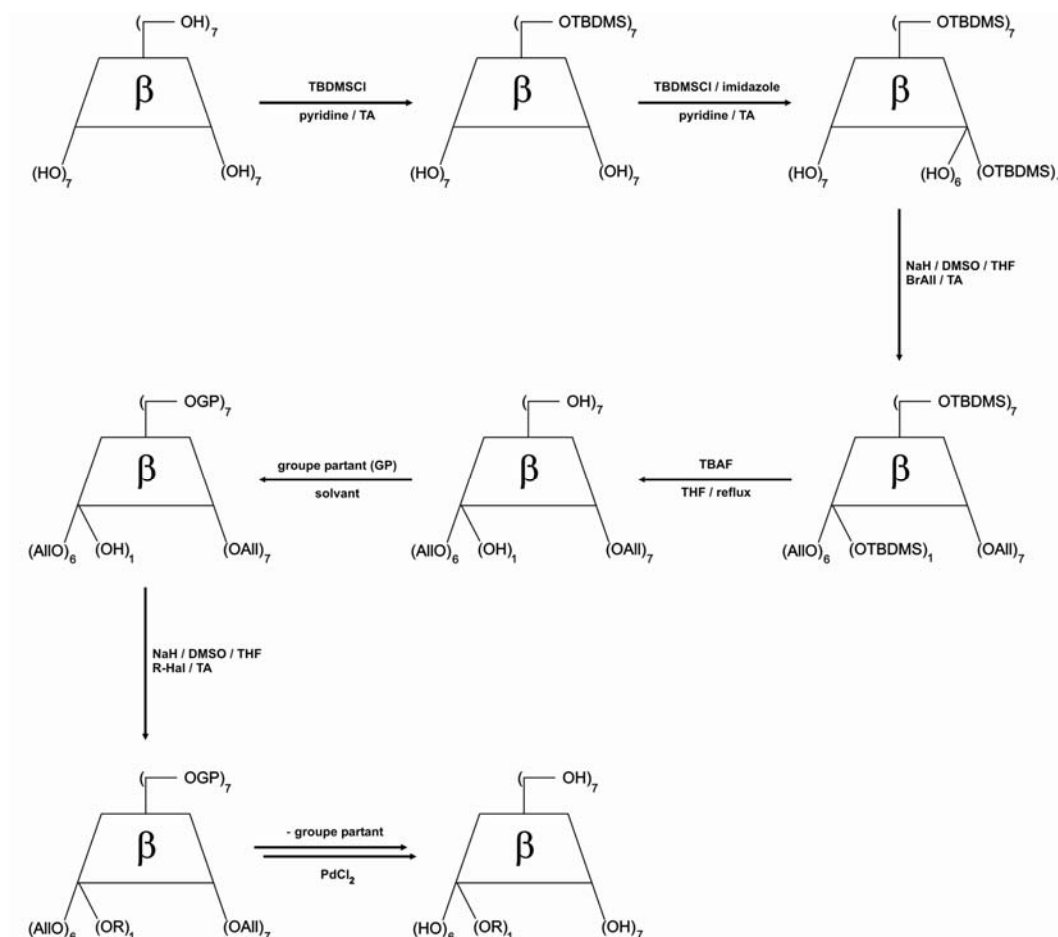 ( OH)7
( OTBDMS)7
( OTBDMS)7
β
TBDMSCl
pyridine / TA
β
TBDMSCl / imidazole
pyridine / TA
β
(HO)7
(OH)7
(HO)7
(OH)7
(HO)7
(HO)6
(OTBDMS)1
NaH / DMSO / THF
BrAll / TA
( OGP)7
( OH)7
( OTBDMS)7
β
groupe partant (GP)
solvant
β
TBAF
THF / reflux
β
(AllO)6
(OH)1
(OAll)7
(AllO)6
(OH)1
(OAll)7
(AllO)6
(OTBDMS)1
(OAll)7
NaH / DMSO / THF
R-Hal / TA
( OGP)7
( OH)7
β
- groupe partant
PdCl2
β
(AllO)6
(OR)1
(OAll)7
(HO)6
(OR)1
(OH)7